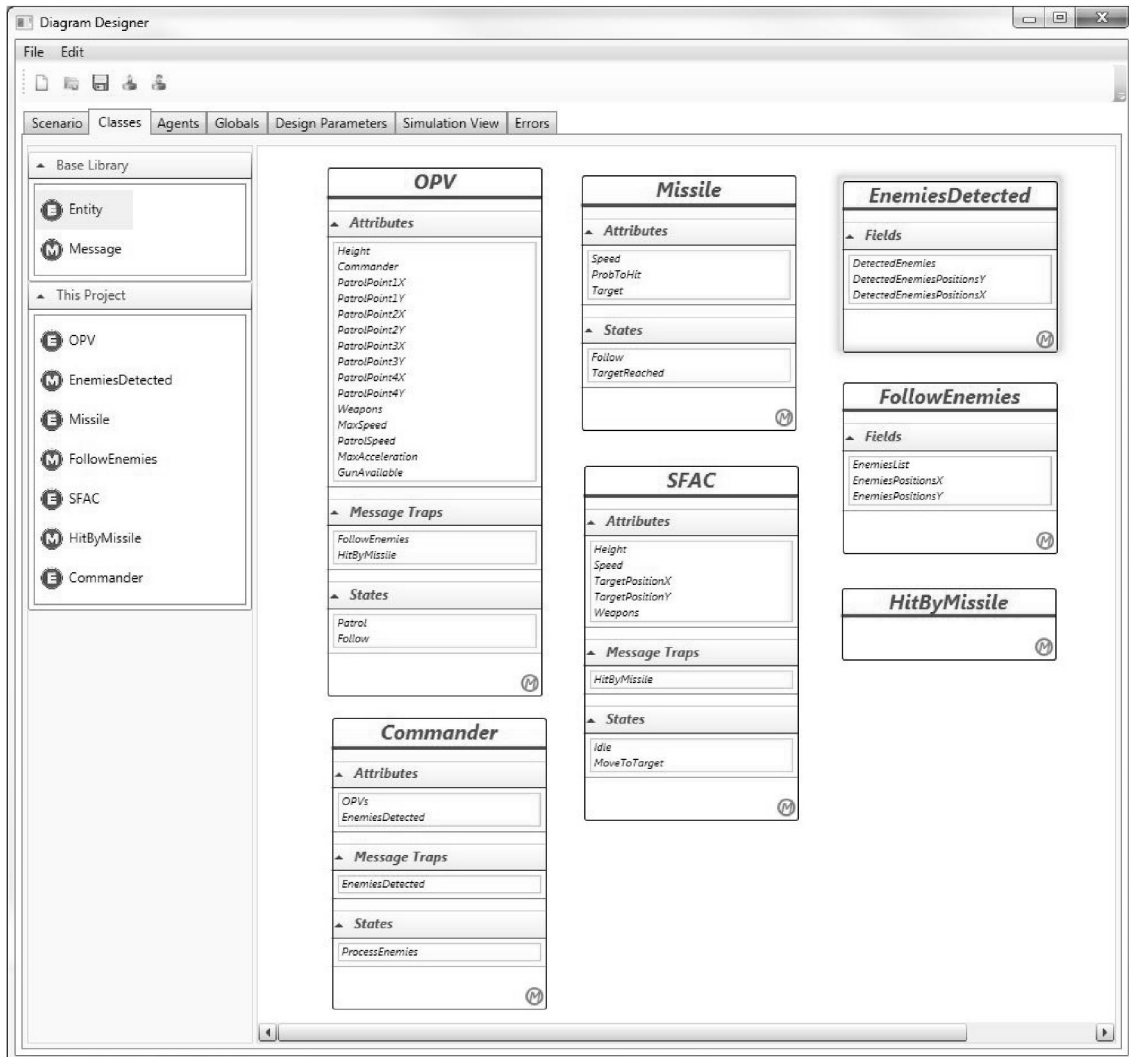 Diagram Designer
File Edit
Scenario Classes Agents Globals Design Parameters Simulation View Errors
Base Library
E Entity
M Message
This Project
E OPV
M EnemiesDetected
E Missile
M FollowEnemies
E SFAC
M HitByMissile
E Commander
OPV
Attributes
Height
Commander
PatrolPoint1X
PatrolPoint1Y
PatrolPoint2X
PatrolPoint2Y
PatrolPoint3X
PatrolPoint3Y
PatrolPoint4X
PatrolPoint4Y
Weapons
MaxSpeed
PatrolSpeed
MaxAcceleration
GunAvailable
Message Traps
FollowEnemies
HitByMissile
States
Patrol
Follow
M
Commander
Attributes
OPVs
EnemiesDetected
Message Traps
EnemiesDetected
States
ProcessEnemies
M
Missile
Attributes
Speed
ProbToHit
Target
States
Follow
TargetReached
M
SFAC
Attributes
Height
Speed
TargetPositionX
TargetPositionY
Weapons
Message Traps
HitByMissile
States
Idle
MoveToTarget
M
EnemiesDetected
Fields
DetectedEnemies
DetectedEnemiesPositionsY
DetectedEnemiesPositionsX
M
FollowEnemies
Fields
EnemiesList
EnemiesPositionsX
EnemiesPositionsY
M
HitByMissile
M